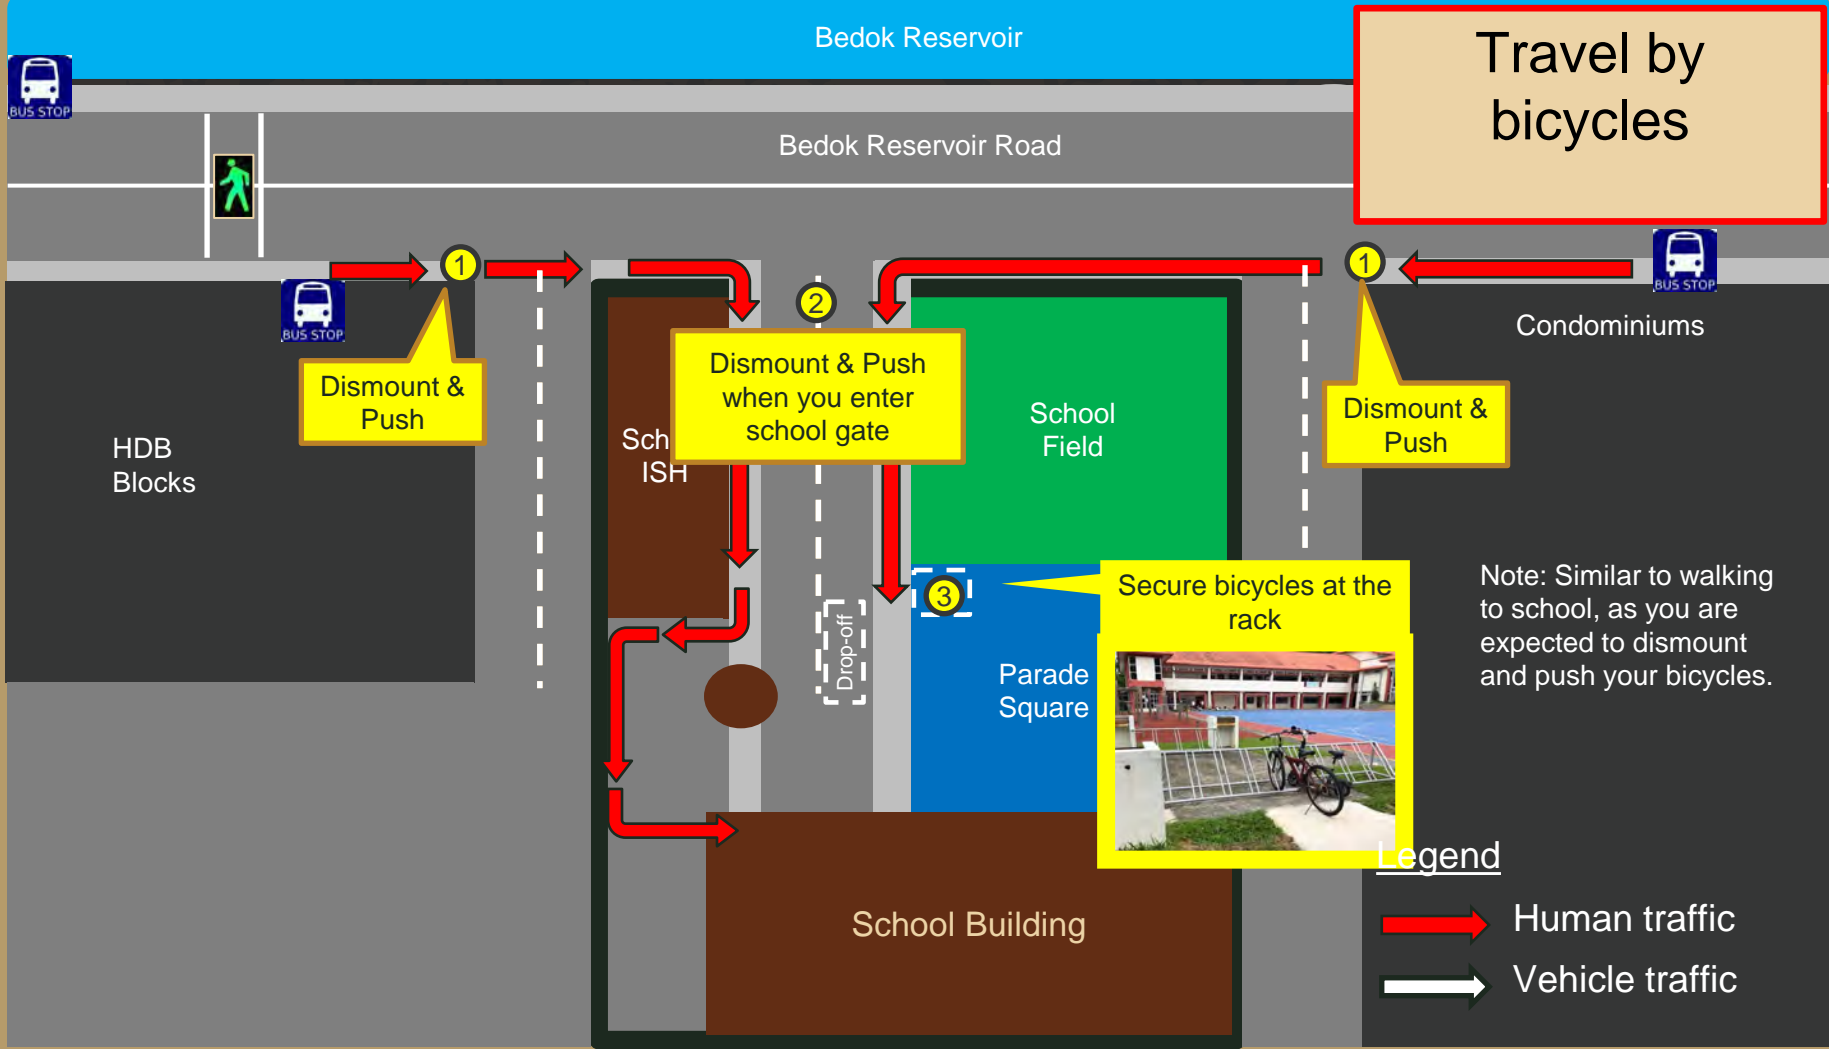 Bedok Reservoir
Travel by
bicycles
BUS STOP
Bedok Reservoir Road
1
1
BUS STOP
BUS STOP
2
Condominiums
Dismount & Push
when you enter
school gate
Dismount &
Push
Dismount &
Push
HDB
Blocks
Sch
ISH
School
Field
3
Secure bicycles at the
rack
Note: Similar to walking
to school, as you are
expected to dismount
and push your bicycles.
Drop-off
Parade
Square
Legend
School Building
Human traffic
Vehicle traffic